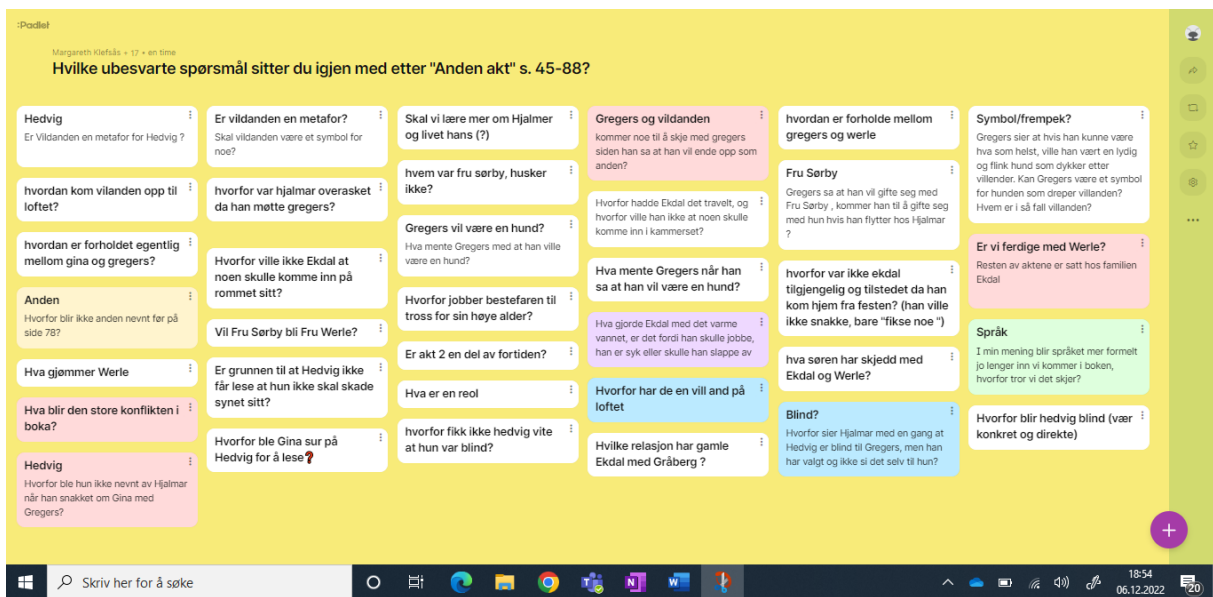 :Padlet
Margareth Klefsås + 17 • en time
Hvilke ubesvarte spørsmål sitter du igjen med etter "Anden akt" s. 45-88?
Hedvig
Er Vildanden en metafor for Hedvig ?
hvordan kom vilanden opp til
loftet?
hvordan er forholdet egentlig
mellom gina og gregers?
Anden
Hvorfor blir ikke anden nevnt før på
side 78?
Hva gjømmer Werle
Hva blir den store konflikten i
boka?
Hedvig
Hvorfor ble hun ikke nevnt av Hjalmar
når han snakket om Gina med
Gregers?
Er vildanden en metafor?
Skal vildanden være et symbol for
noe?
hvorfor var hjalmar overasket
da han møtte gregers?
Hvorfor ville ikke Ekdal at
noen skulle komme inn på
rommet sitt?
Vil Fru Sørby bli Fru Werle?
Er grunnen til at Hedvig ikke
får lese at hun ikke skal skade
synet sitt?
Hvorfor ble Gina sur på
Hedvig for å lese❓
Skal vi lære mer om Hjalmer
og livet hans (?)
hvem var fru sørby, husker
ikke?
Gregers vil være en hund?
Hva mente Gregers med at han ville
være en hund?
Hvorfor jobber bestefaren til
tross for sin høye alder?
Er akt 2 en del av fortiden?
Hva er en reol
hvorfor fikk ikke hedvig vite
at hun var blind?
Gregers og vildanden
kommer noe til å skje med gregers
siden han sa at han vil ende opp som
anden?
Hvorfor hadde Ekdal det travelt, og
hvorfor ville han ikke at noen skulle
komme inn i kammerset?
Hva mente Gregers når han
sa at han vil være en hund?
Hva gjorde Ekdal med det varme
vannet, er det fordi han skulle jobbe,
han er syk eller skulle han slappe av
Hvorfor har de en vill and på
loftet
Hvilke relasjon har gamle
Ekdal med Gråberg ?
hvordan er forholde mellom
gregers og werle
Fru Sørby
Gregers sa at han vil gifte seg med
Fru Sørby , kommer han til å gifte seg
med hun hvis han flytter hos Hjalmar
?
hvorfor var ikke ekdal
tilgjengelig og tilstedet da han
kom hjem fra festen? (han ville
ikke snakke, bare "fikse noe ")
hva søren har skjedd med
Ekdal og Werle?
Blind?
Hvorfor sier Hjalmar med en gang at
Hedvig er blind til Gregers, men han
har valgt og ikke si det selv til hun?
Symbol/frempek?
Gregers sier at hvis han kunne være
hva som helst, ville han vært en lydig
og flink hund som dykker etter
villender. Kan Gregers være et symbol
for hunden som dreper villanden?
Hvem er i så fall villanden?
Er vi ferdige med Werle?
Resten av aktene er satt hos familien
Ekdal
Språk
I min mening blir språket mer formelt
jo lenger inn vi kommer i boken,
hvorfor tror vi det skjer?
Hvorfor blir hedvig blind (vær
konkret og direkte)
Skriv her for å søke
18:54
06.12.2022
20